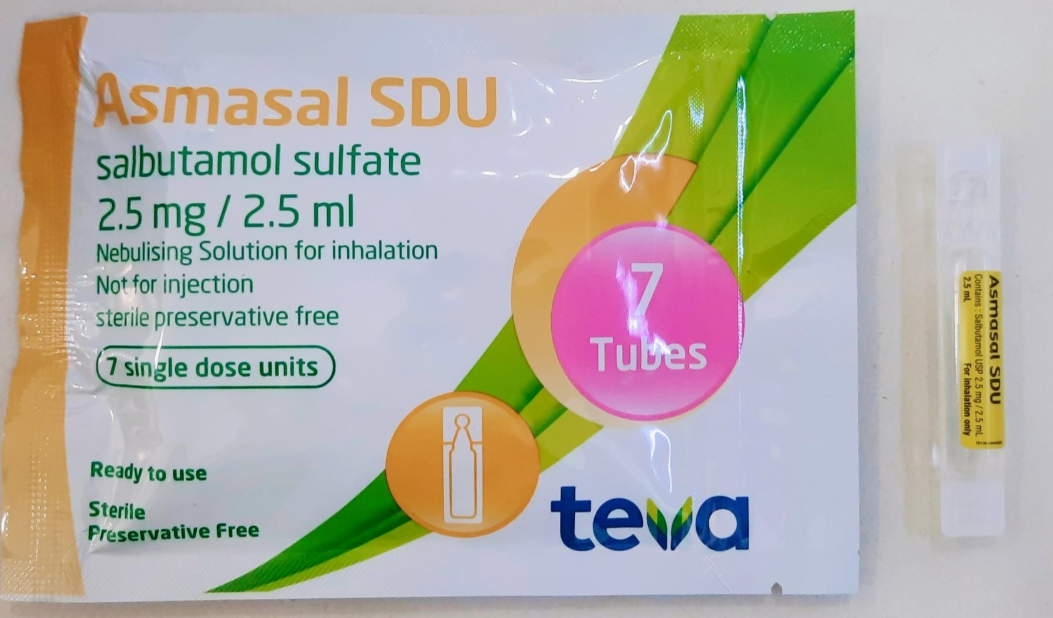 Asmasal SDU
salbutamol sulfate
2.5 mg / 2.5 ml
Nebulising Solution for inhalation
Not for injection
sterile preservative free
7 single dose units
7
Tubes
Ready to use
Sterile
Preservative Free
teva
Asmasal SDU
Contains : Salbutamol USP 2.5 mg / 2.5 mL
2.5 mL
For inhalation only